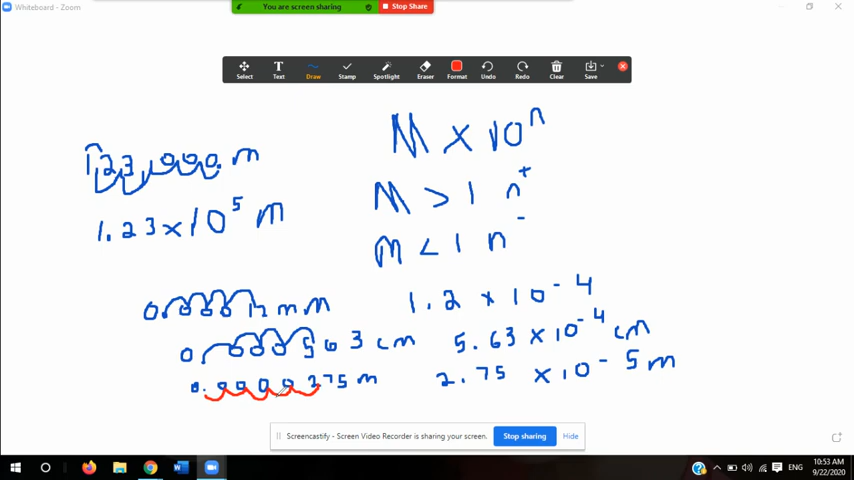 Whiteboard - Zoom
You are screen sharing
Stop Share
Select Text Draw Stamp Spotlight Eraser Format Undo Redo Clear Save
M x 10ⁿ
123,000. m
M > 1 n⁺
1.23 x 10⁵ m
M < 1 n⁻
0.00012 mm 1.2 x 10⁻⁴
0.000563 cm 5.63 x 10⁻⁴ cm
0.0000275 m 2.75 x 10⁻⁵ m
Screencastify - Screen Video Recorder is sharing your screen. Stop sharing Hide
ENG
10:53 AM
9/22/2020